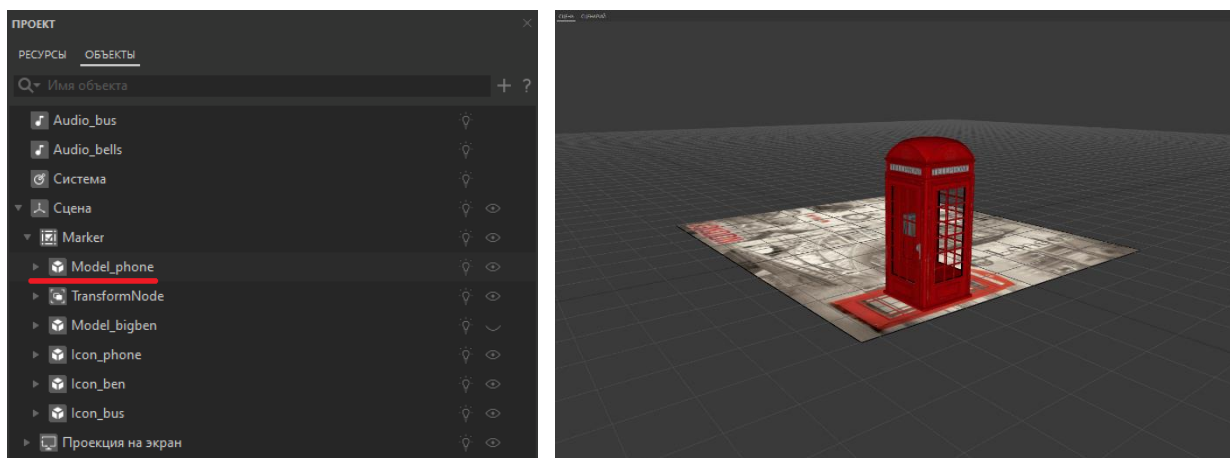 ПРОЕКТ
РЕСУРСЫ ОБЪЕКТЫ
Имя объекта
Audio_bus
Audio_bells
Система
Сцена
Marker
Model_phone
TransformNode
Model_bigben
Icon_phone
Icon_ben
Icon_bus
Проекция на экран